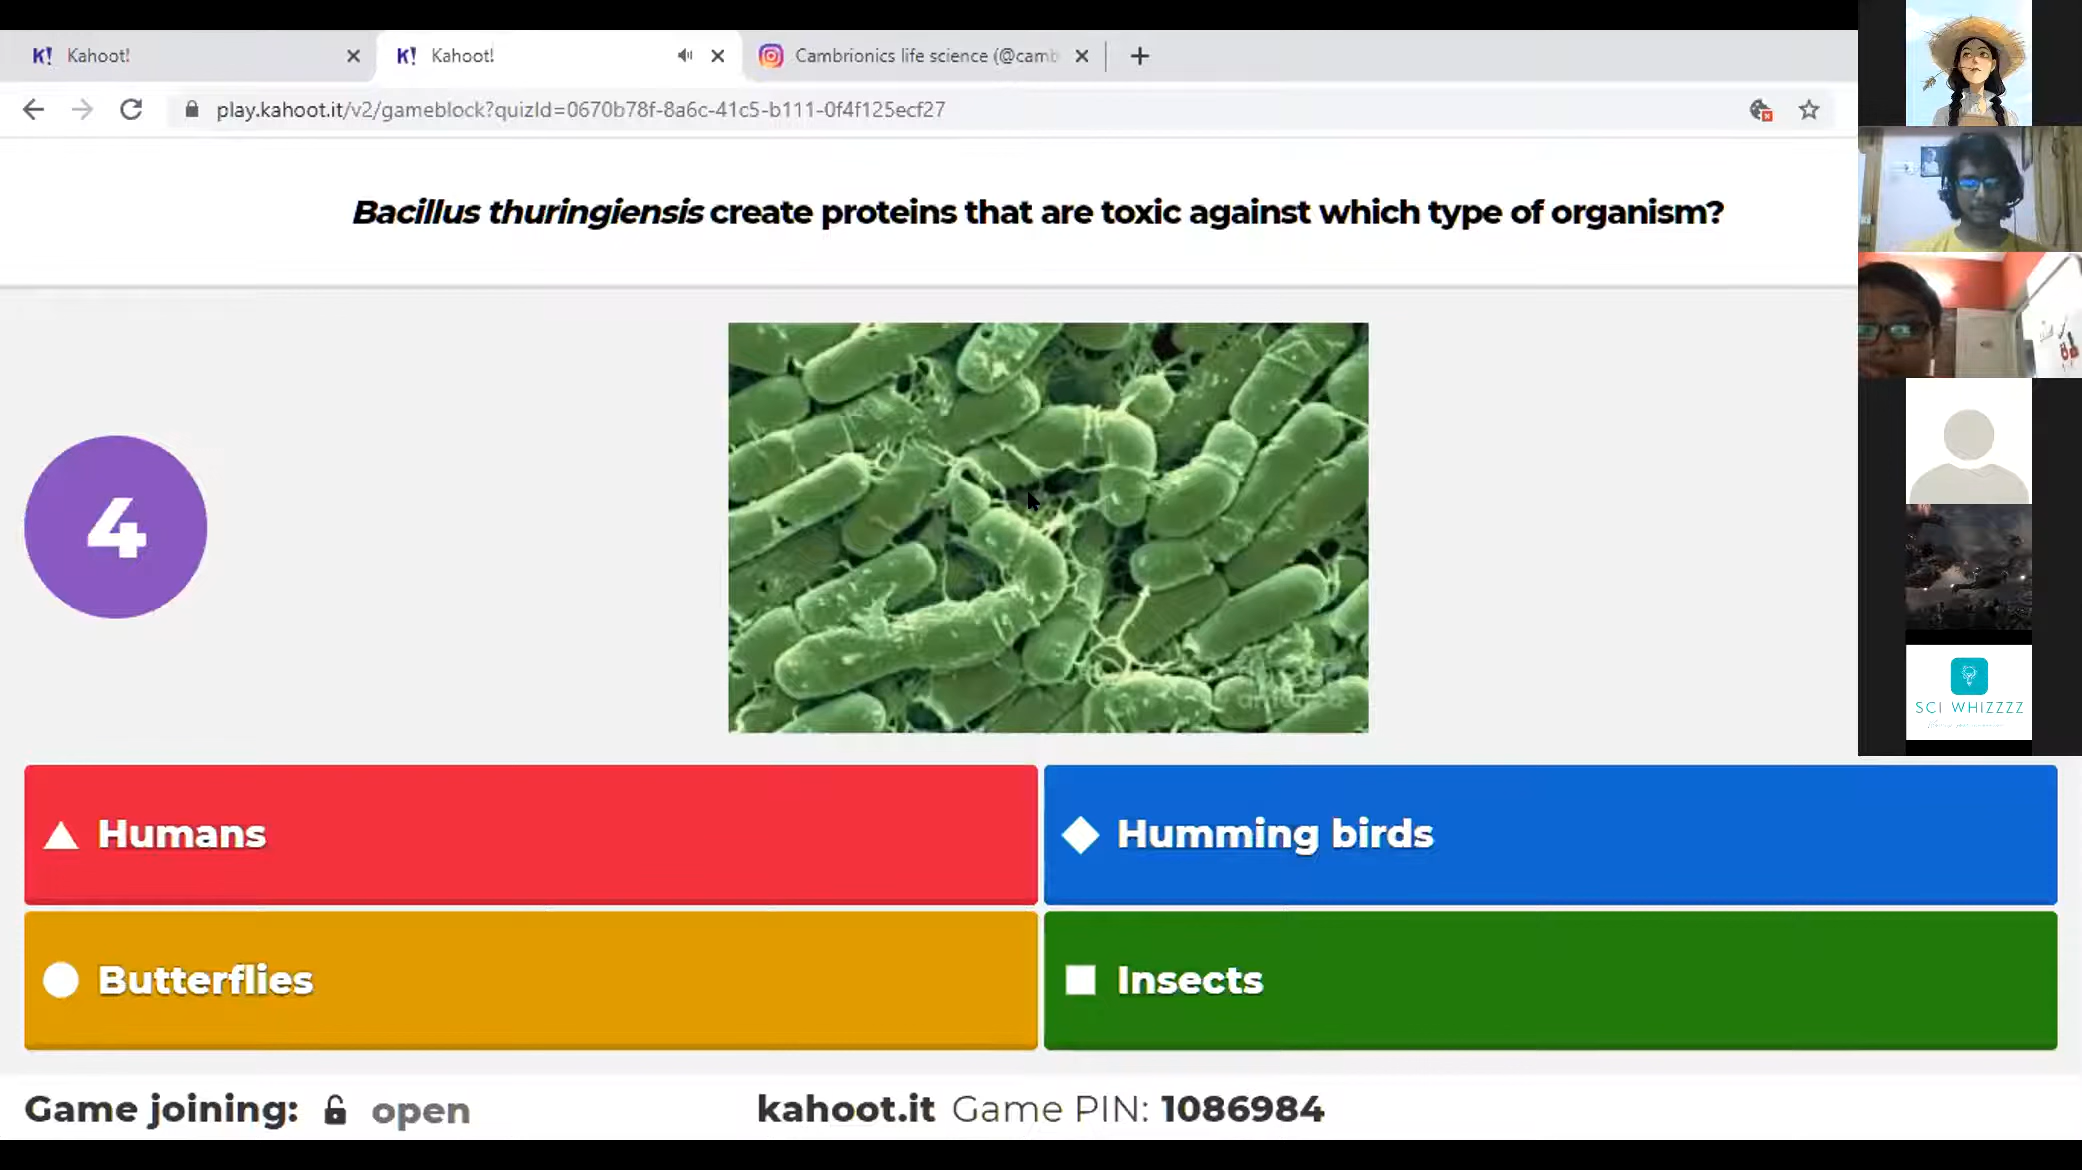 Kahoot!
Kahoot!
Cambrionics life science (@camb
play.kahoot.it/v2/gameblock?quizId=0670b78f-8a6c-41c5-b111-0f4f125ecf27
Bacillus thuringiensis create proteins that are toxic against which type of organism?
4
SCI WHIZZZZ
Humans
Humming birds
Butterflies
Insects
Game joining: open
kahoot.it Game PIN: 1086984